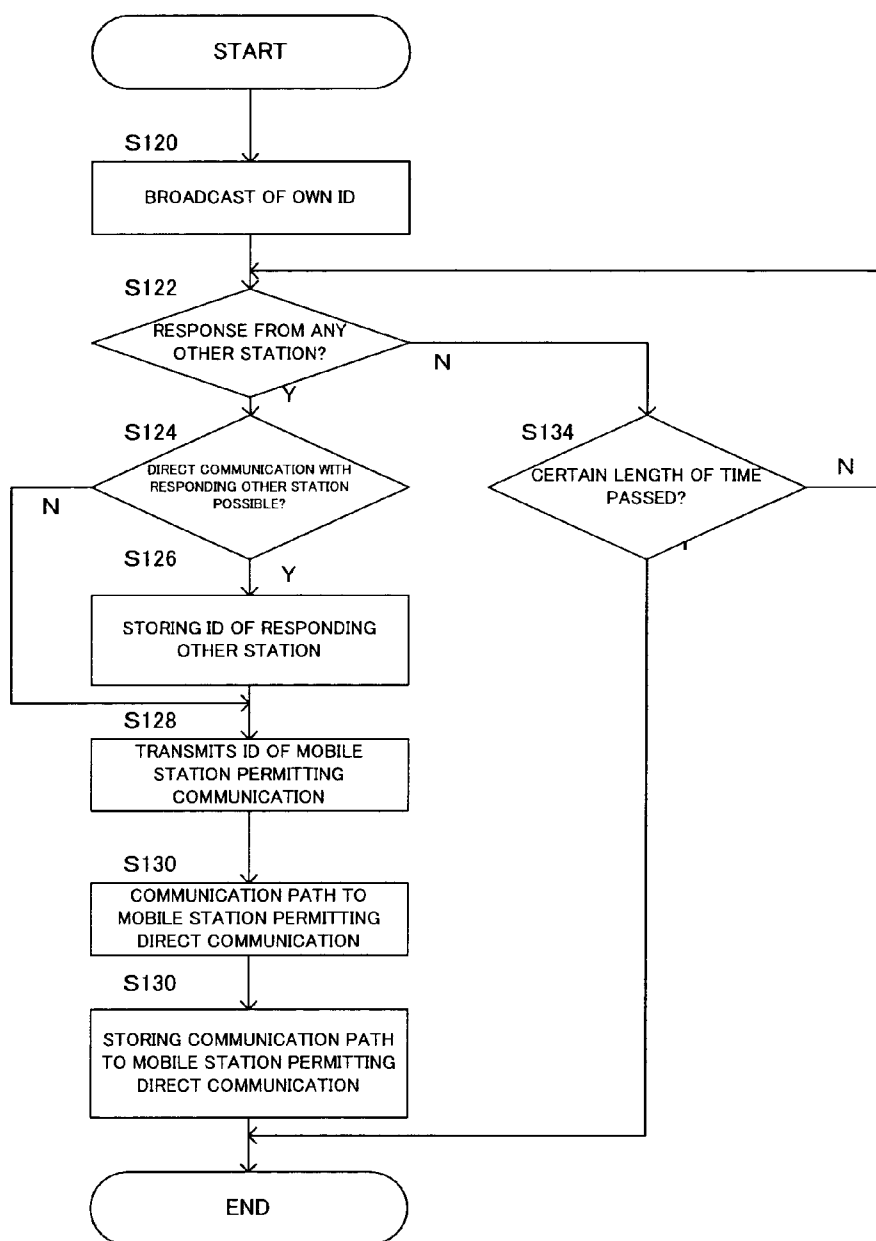 START
S120
BROADCAST OF OWN ID
S122
RESPONSE FROM ANY
OTHER STATION?
N
Y
S124
DIRECT COMMUNICATION WITH
RESPONDING OTHER STATION
POSSIBLE?
N
S134
CERTAIN LENGTH OF TIME
PASSED?
N
Y
S126
Y
STORING ID OF RESPONDING
OTHER STATION
S128
TRANSMITS ID OF MOBILE
STATION PERMITTING
COMMUNICATION
S130
COMMUNICATION PATH TO
MOBILE STATION PERMITTING
DIRECT COMMUNICATION
S130
STORING COMMUNICATION PATH
TO MOBILE STATION PERMITTING
DIRECT COMMUNICATION
END